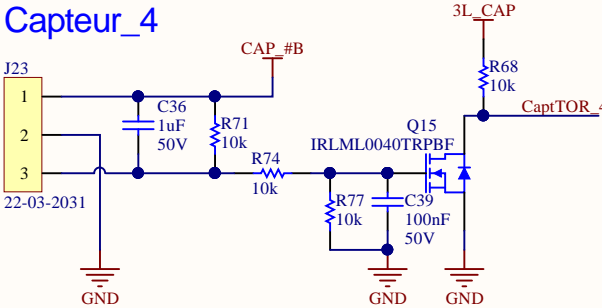 Capteur_4
3L_CAP
J23
CAP_#B
R68
10k
1
C36
1uF
50V
R71
10k
Q15
IRLML0040TRPBF
CaptTOR_4
2
R74
10k
3
22-03-2031
R77
10k
C39
100nF
50V
GND
GND
GND